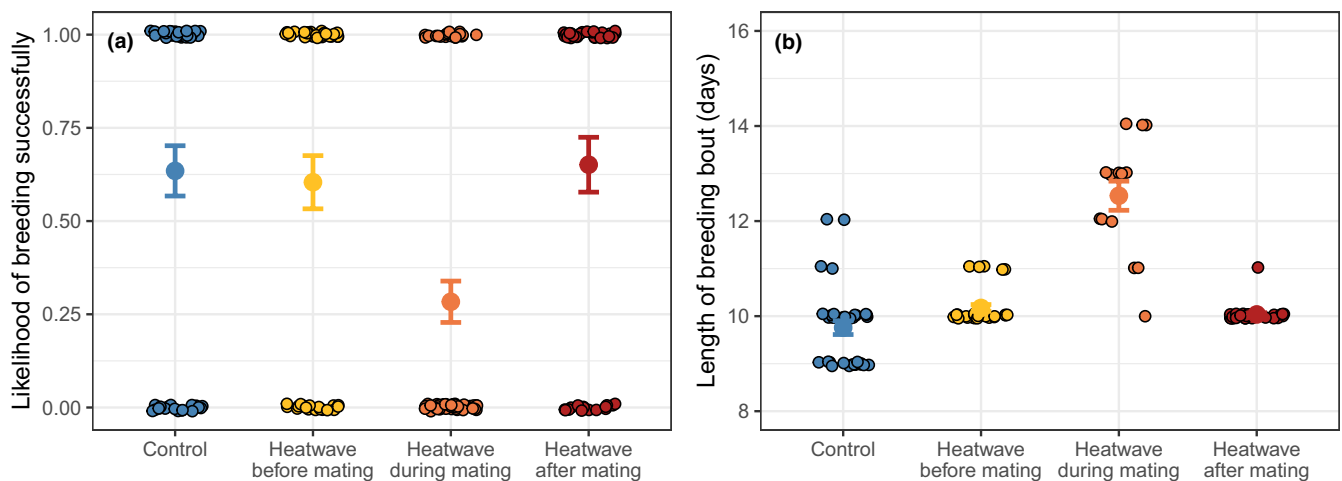 (a)
Likelihood of breeding successfully
1.00
0.75
0.50
0.25
0.00
Control
Heatwave
before mating
Heatwave
during mating
Heatwave
after mating
(b)
Length of breeding bout (days)
16
14
12
10
8
Control
Heatwave
before mating
Heatwave
during mating
Heatwave
after mating